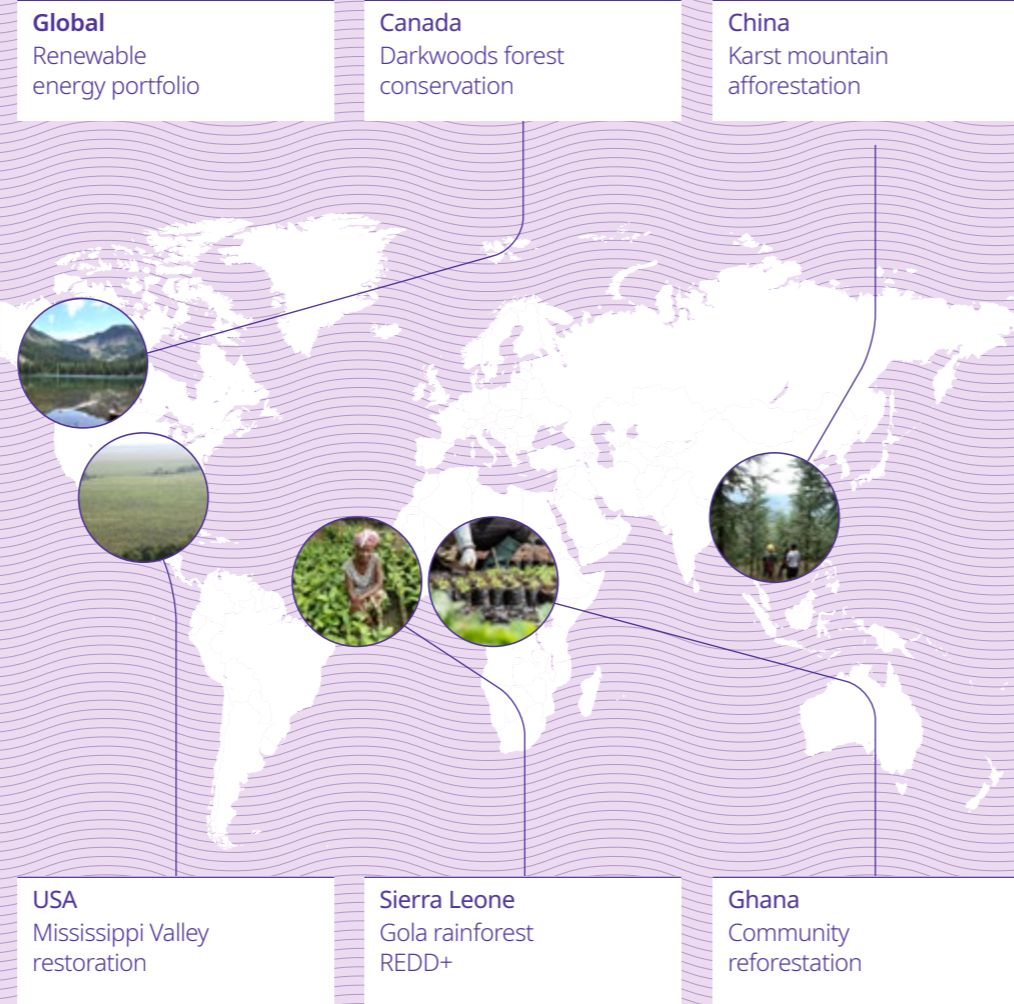 Global
Renewable
energy portfolio
Canada
Darkwoods forest
conservation
China
Karst mountain
afforestation
USA
Mississippi Valley
restoration
Sierra Leone
Gola rainforest
REDD+
Ghana
Community
reforestation